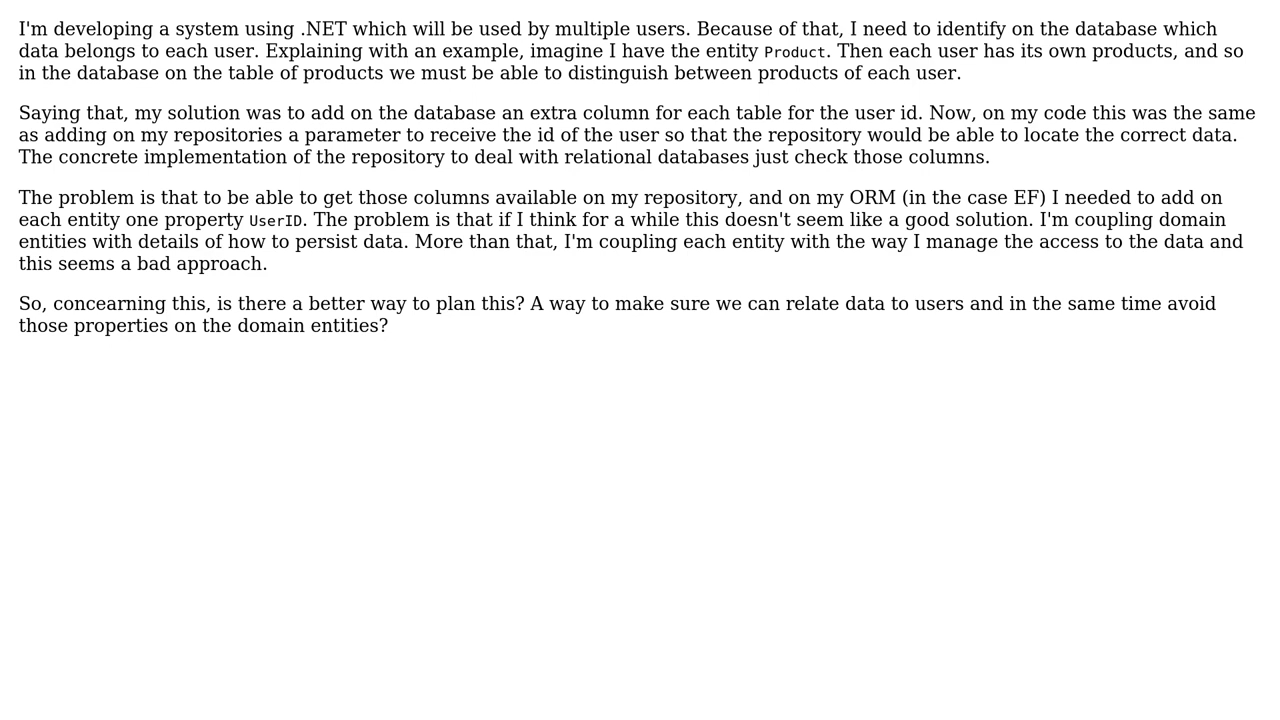 I'm developing a system using .NET which will be used by multiple users. Because of that, I need to identify on the database which
data belongs to each user. Explaining with an example, imagine I have the entity Product. Then each user has its own products, and so
in the database on the table of products we must be able to distinguish between products of each user.
Saying that, my solution was to add on the database an extra column for each table for the user id. Now, on my code this was the same
as adding on my repositories a parameter to receive the id of the user so that the repository would be able to locate the correct data.
The concrete implementation of the repository to deal with relational databases just check those columns.
The problem is that to be able to get those columns available on my repository, and on my ORM (in the case EF) I needed to add on
each entity one property UserID. The problem is that if I think for a while this doesn't seem like a good solution. I'm coupling domain
entities with details of how to persist data. More than that, I'm coupling each entity with the way I manage the access to the data and
this seems a bad approach.
So, concearning this, is there a better way to plan this? A way to make sure we can relate data to users and in the same time avoid
those properties on the domain entities?